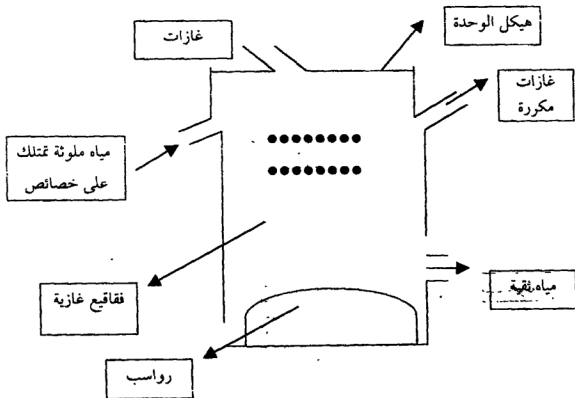 هيكل الوحدة
غازات
غازات
مكررة
مياه ملوثة تمتلك
على خصائص
فقاقيع غازية
مياه نقية
رواسب